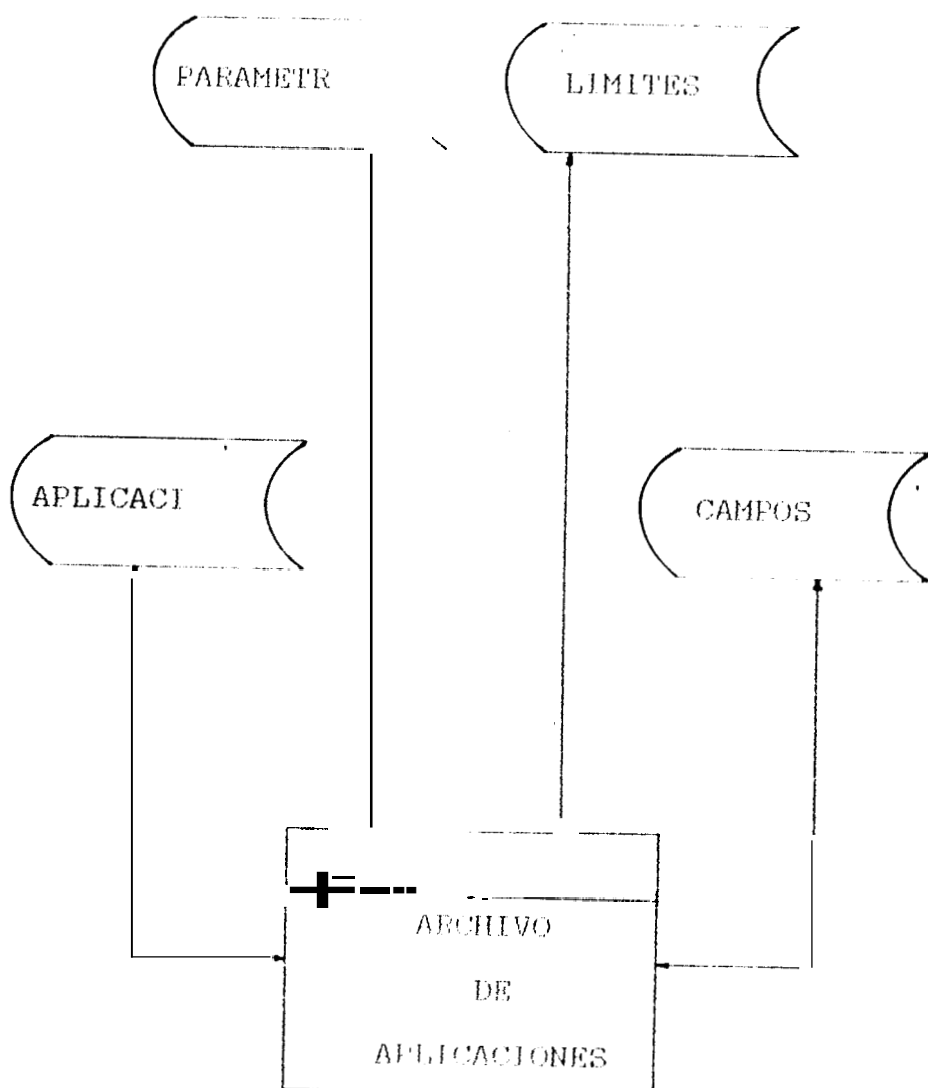 PARAMETR
LIMITES
APLICACI
CAMPOS
ARCHIVO
DE
APLICACIONES